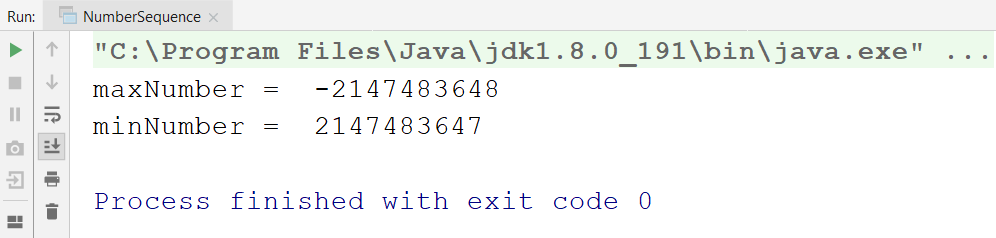 Run: NumberSequence ×
"C:\Program Files\Java\jdk1.8.0_191\bin\java.exe" ...
maxNumber =  -2147483648
minNumber =  2147483647
Process finished with exit code 0